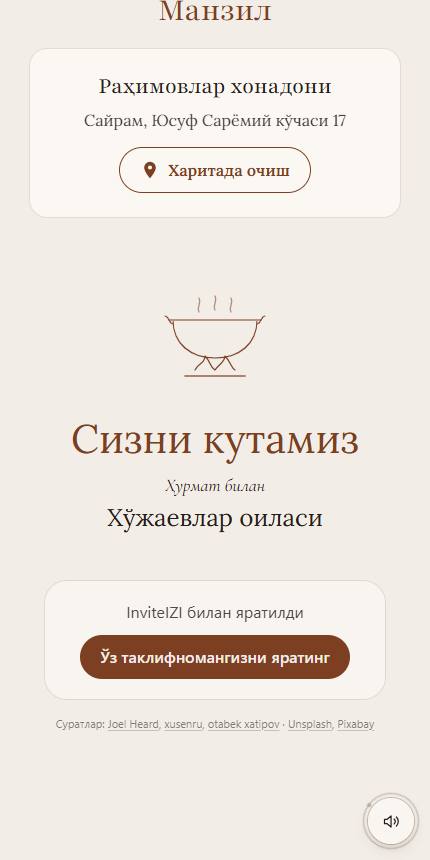 Манзил
Раҳимовлар хонадони
Сайрам, Юсуф Сарёмий кўчаси 17
Харитада очиш
Сизни кутамиз
Ҳурмат билан
Хўжаевлар оиласи
InviteIZI билан яратилди
Ўз таклифномангизни яратинг
Суратлар: Joel Heard, xusenru, otabek xatipov · Unsplash, Pixabay